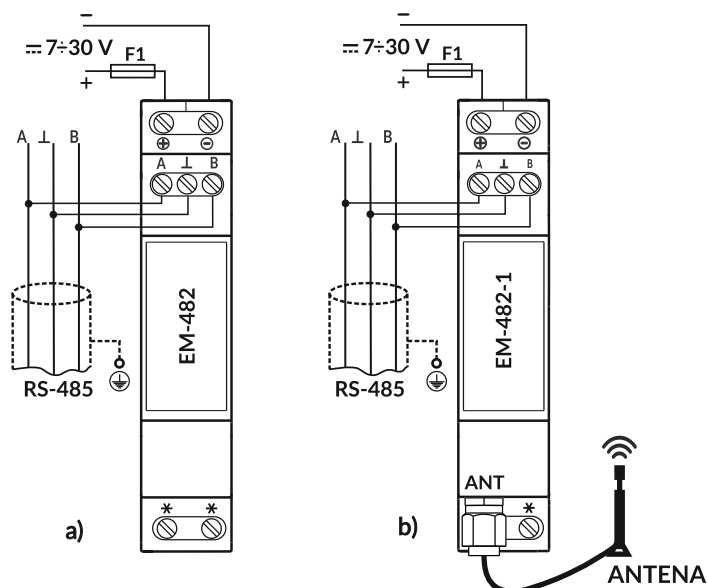 −
⎓ 7÷30 V
F1
+
A ⊥ B
⊕ ⊖
A ⊥ B
EM-482
RS-485
* *
a)
−
⎓ 7÷30 V
F1
+
A ⊥ B
⊕ ⊖
A ⊥ B
EM-482-1
RS-485
ANT
*
b)
ANTENA